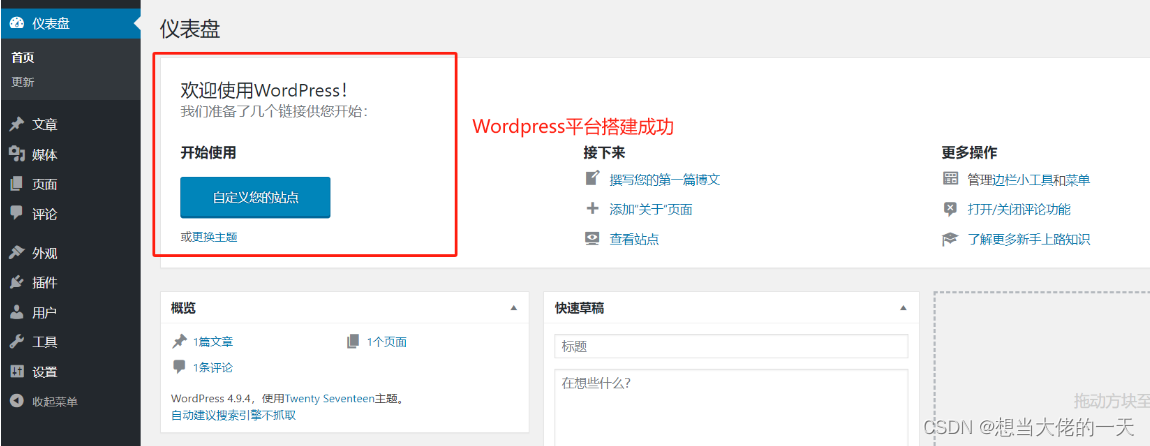 仪表盘
首页
更新
文章
媒体
页面
评论
外观
插件
用户
工具
设置
收起菜单
仪表盘
欢迎使用WordPress!
我们准备了几个链接供您开始:
开始使用
自定义您的站点
或更换主题
Wordpress平台搭建成功
接下来
撰写您的第一篇博文
添加“关于”页面
查看站点
更多操作
管理边栏小工具和菜单
打开/关闭评论功能
了解更多新手上路知识
概览
1篇文章
1个页面
1条评论
WordPress 4.9.4，使用Twenty Seventeen主题。
自动建议搜索引擎不抓取
快速草稿
标题
在想些什么?
拖动方块至
CSDN @想当大佬的一天